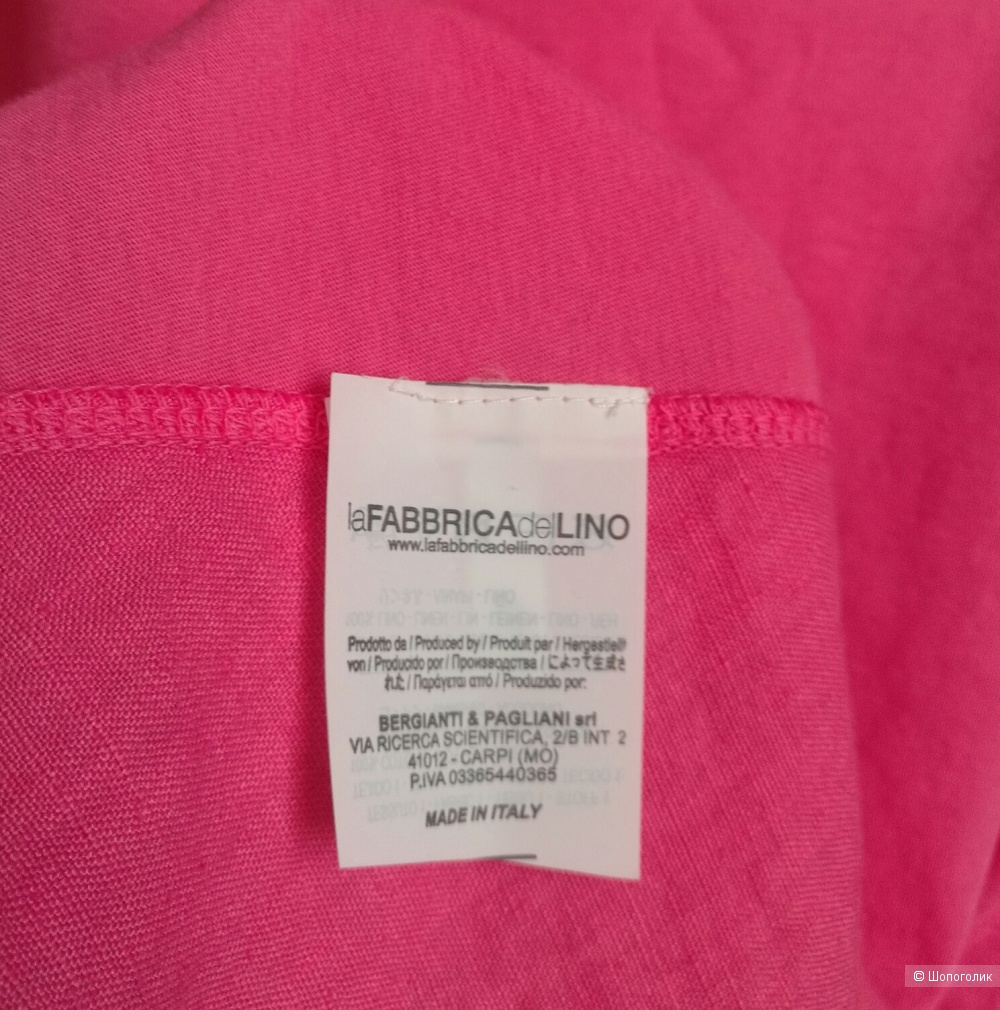 laFABBRICAdelLINO
www.lafabbricadellino.com
Prodotto da / Produced by / Produit par / Hergestellt
von / Producido por / Производства / によって生成さ
れた / Παράγεται από / Produzido por:
BERGIANTI & PAGLIANI srl
VIA RICERCA SCIENTIFICA, 2/B INT 2
41012 - CARPI (MO)
P.IVA 03365440365
MADE IN ITALY
© Шопоголик